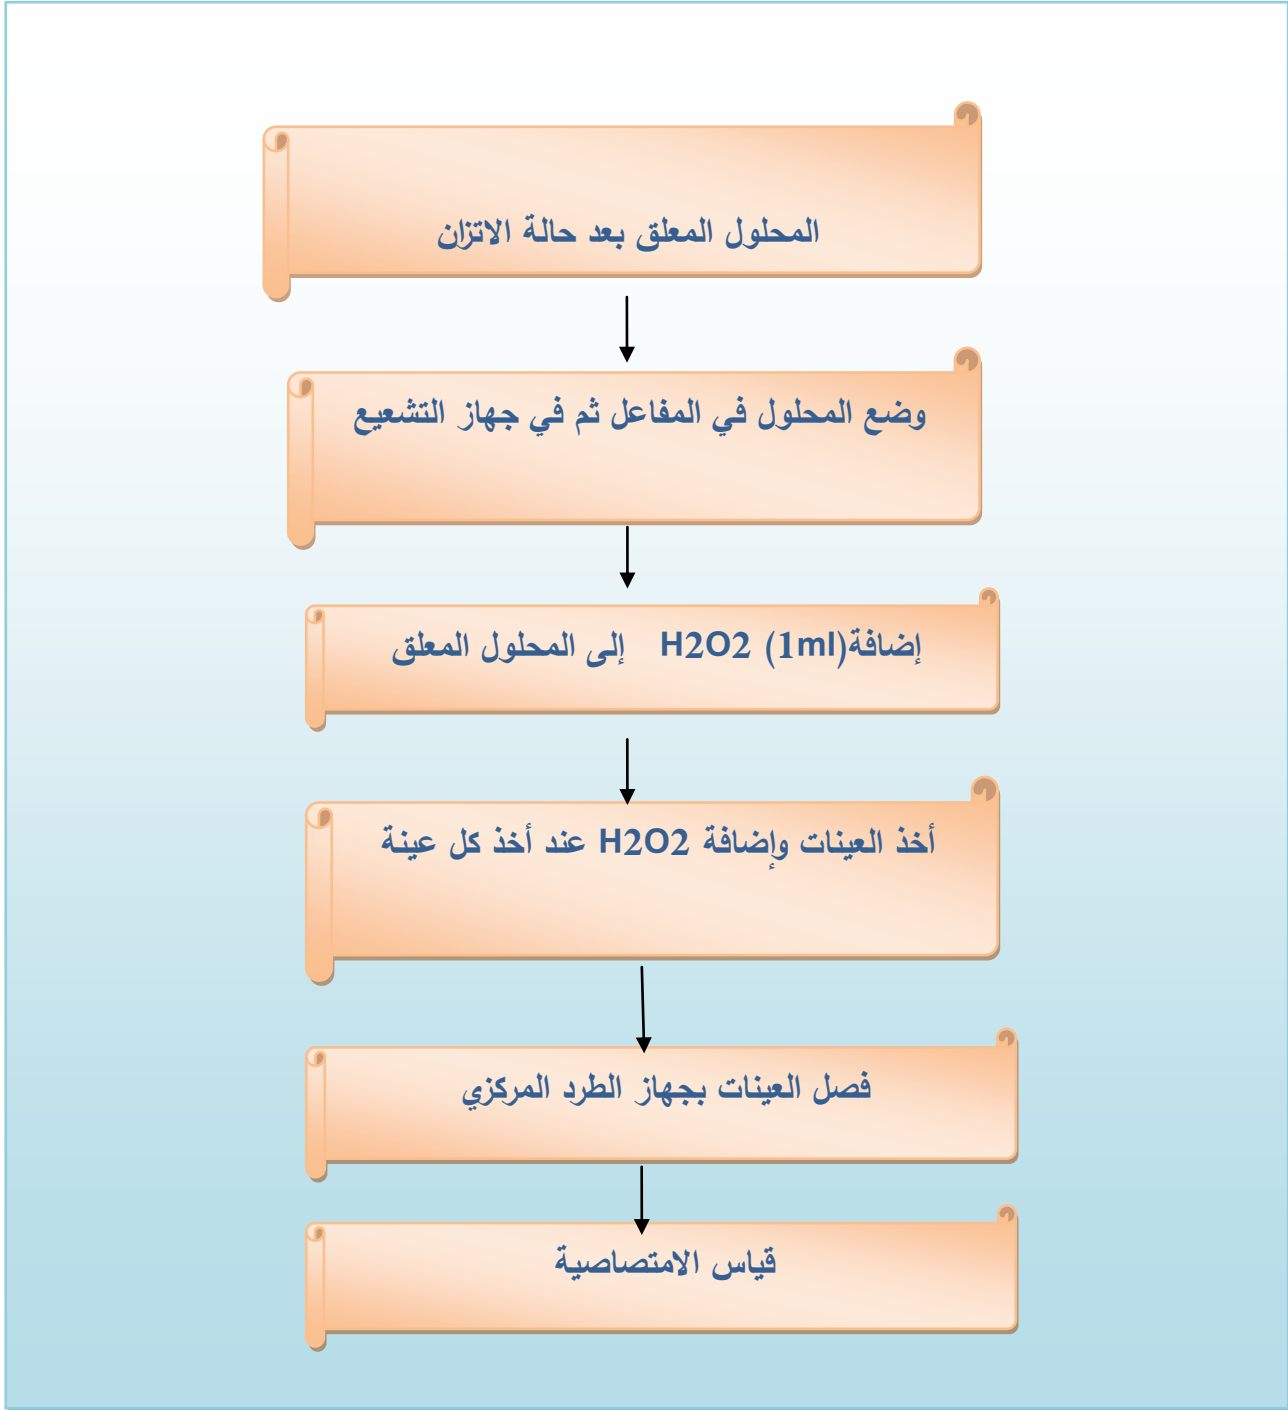 المحلول المعلق بعد حالة الاتزان
وضع المحلول في المفاعل ثم في جهاز التشعيع
إضافة(1ml) H2O2 إلى المحلول المعلق
أخذ العينات وإضافة H2O2 عند أخذ كل عينة
فصل العينات بجهاز الطرد المركزي
قياس الامتصاصية